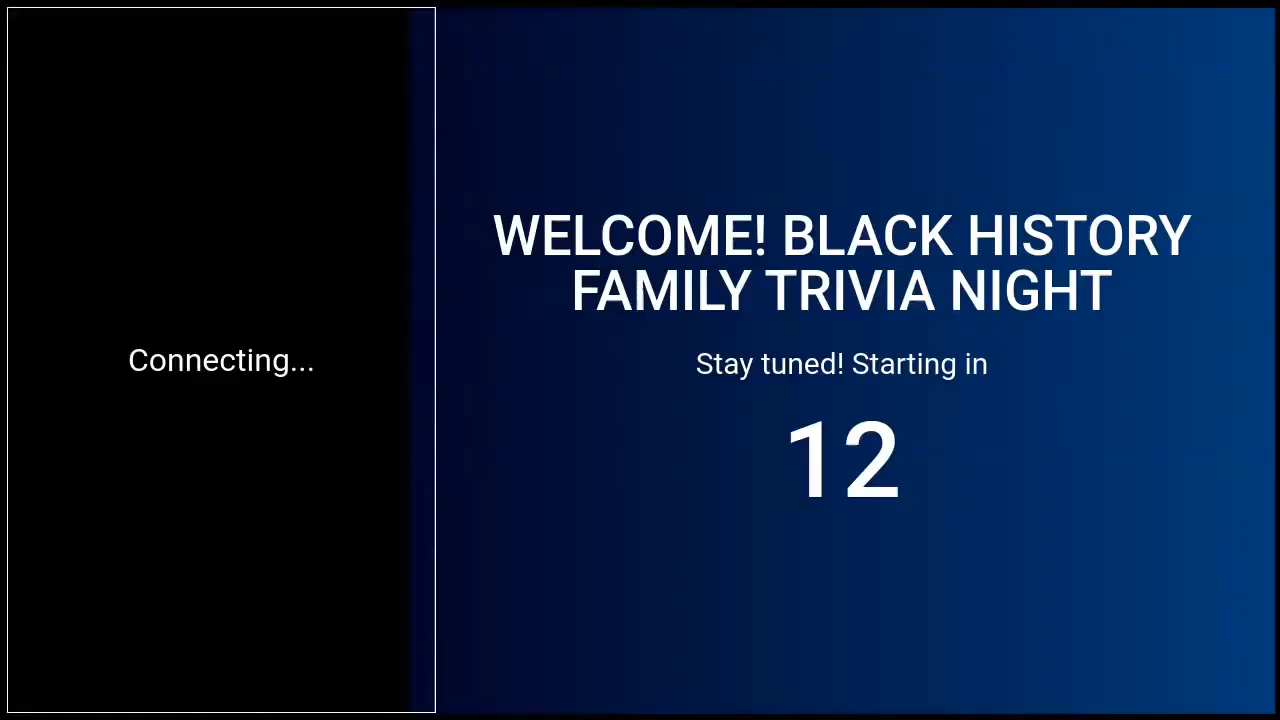 Connecting...
WELCOME! BLACK HISTORY
FAMILY TRIVIA NIGHT
Stay tuned! Starting in
12